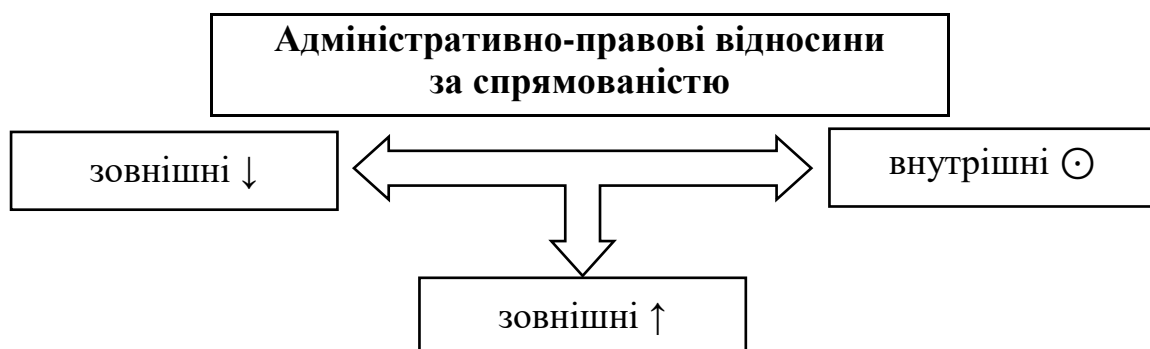 Адміністративно-правові відносини
за спрямованістю
зовнішні ↓
внутрішні ⊙
зовнішні ↑